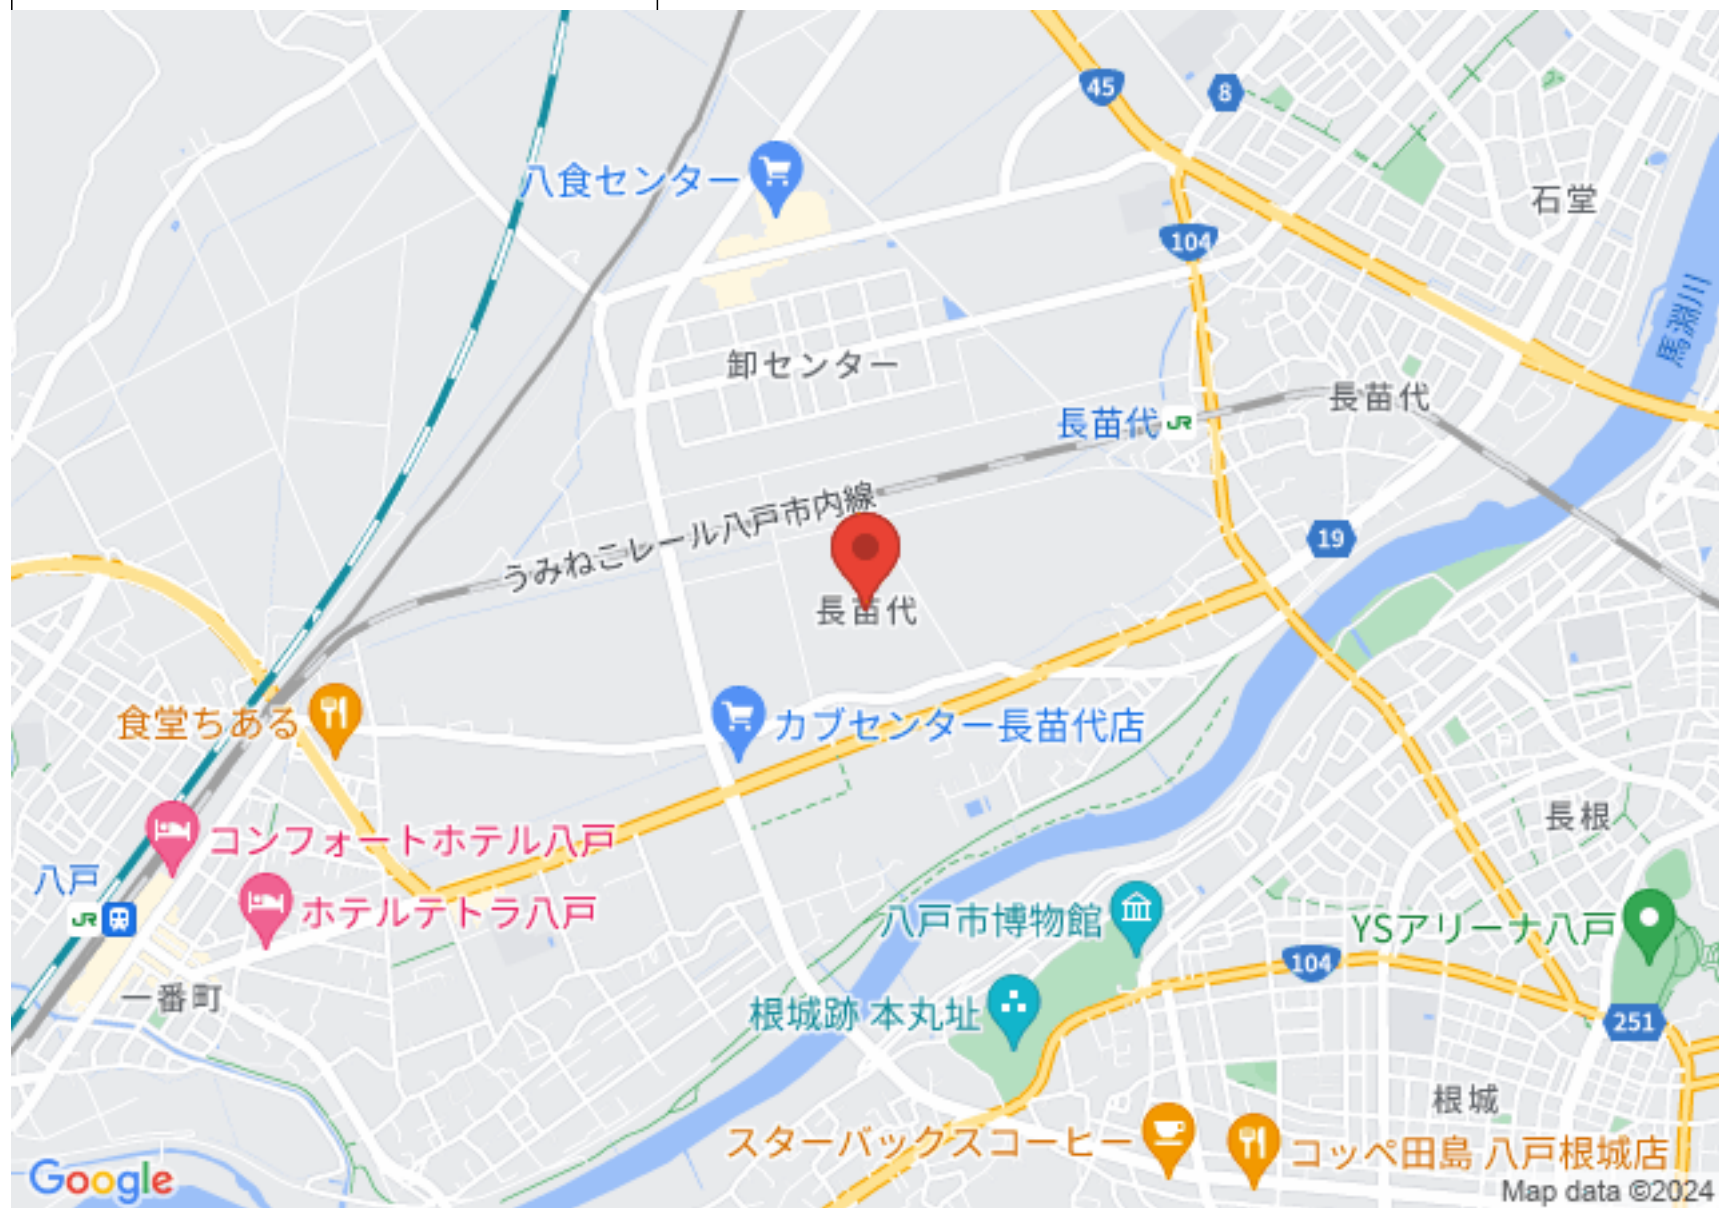 45
8
八食センター
石堂
104
馬淵川
卸センター
長苗代
長苗代
うみねこレール八戸市内線
19
長苗代
食堂ちある
カブセンター長苗代店
長根
コンフォートホテル八戸
八戸
JR
ホテルテトラ八戸
八戸市博物館
YSアリーナ八戸
104
一番町
根城跡 本丸址
251
根城
スターバックスコーヒー
コッペ田島 八戸根城店
Google
Map data ©2024
JR